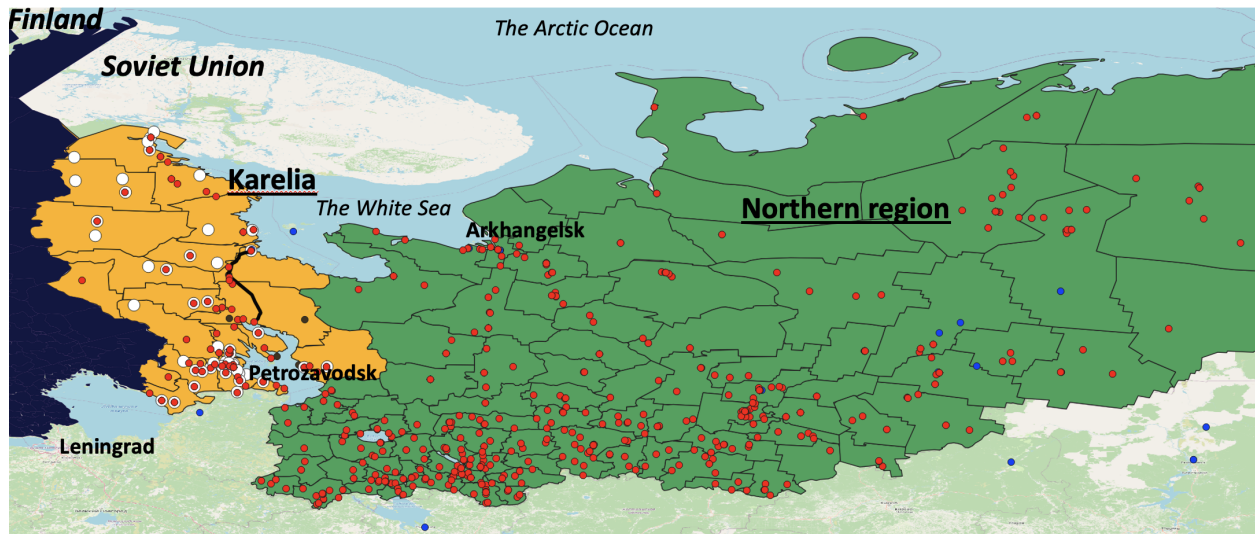 Finland
The Arctic Ocean
Soviet Union
Karelia
The White Sea
Northern region
Arkhangelsk
Petrozavodsk
Leningrad